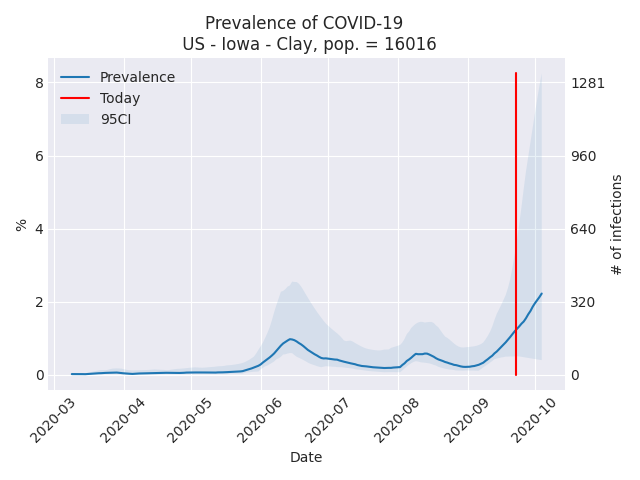 Prevalence of COVID-19
US - Iowa - Clay, pop. = 16016
Prevalence
Today
95CI
8
6
4
2
0
%
1281
960
640
320
0
# of infections
2020-03
2020-04
2020-05
2020-06
2020-07
2020-08
2020-09
2020-10
Date